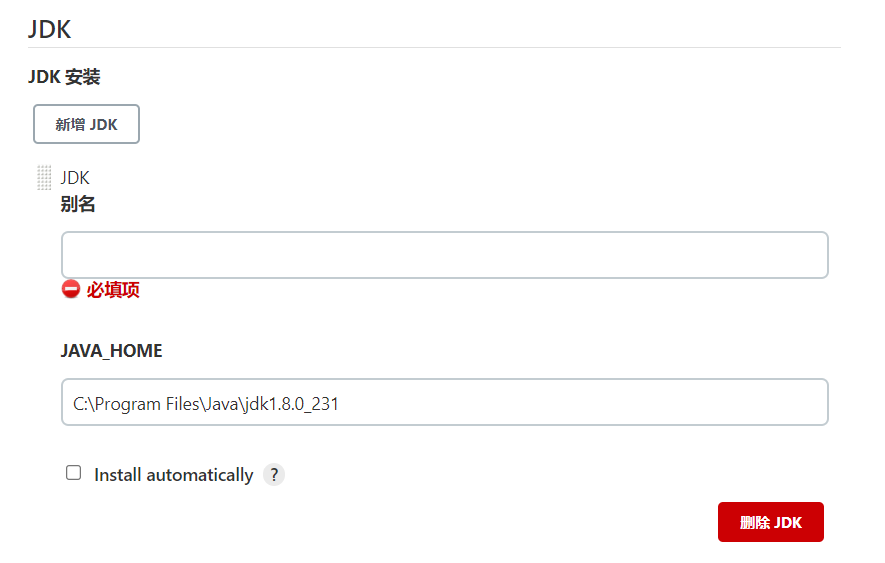 JDK
JDK 安装
新增 JDK
JDK
别名
必填项
JAVA_HOME
C:\Program Files\Java\jdk1.8.0_231
Install automatically ?
删除 JDK